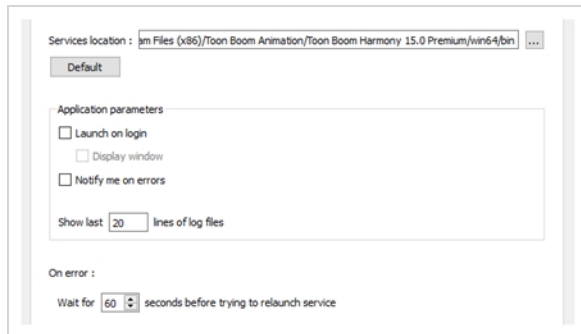 Services location : am Files (x86)/Toon Boom Animation/Toon Boom Harmony 15.0 Premium/win64/bin ...
Default
Application parameters
Launch on login
Display window
Notify me on errors
Show last 20 lines of log files
On error :
Wait for 60 seconds before trying to relaunch service